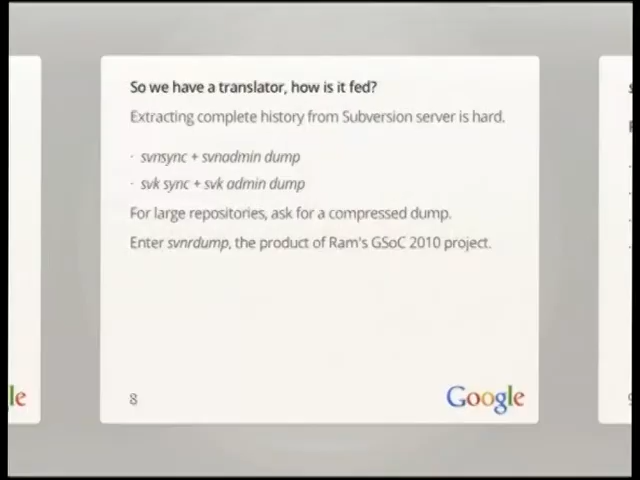 So we have a translator, how is it fed?
Extracting complete history from Subversion server is hard.
· svnsync + svnadmin dump
· svk sync + svk admin dump
For large repositories, ask for a compressed dump.
Enter svnrdump, the product of Ram's GSoC 2010 project.
8
Google
le